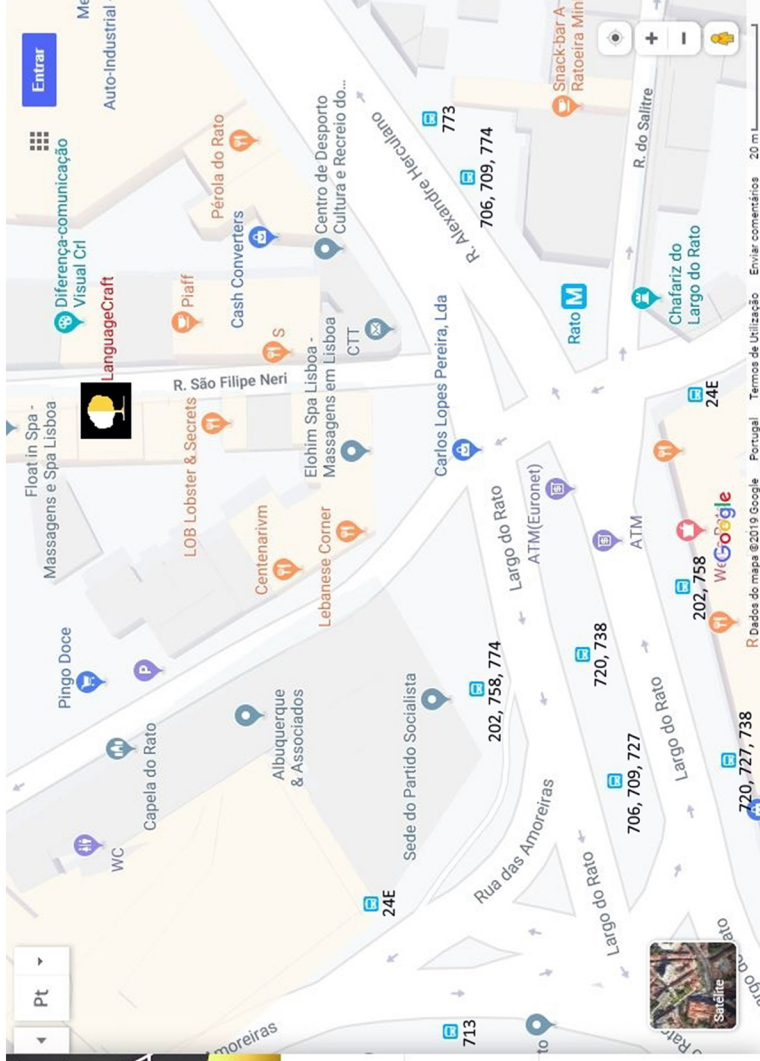 Pt
Entrar
Float in Spa -
Massagens e Spa Lisboa
Diferença-comunicação
Visual Crl
Auto-Industrial -
Me
Pingo Doce
P
LanguageCraft
WC
Capela do Rato
LOB Lobster & Secrets
Piaff
Pérola do Rato
R. São Filipe Neri
Cash Converters
Centenarivm
S
Albuquerque
& Associados
Lebanese Corner
Elohim Spa Lisboa -
Massagens em Lisboa
CTT
Centro de Desporto
Cultura e Recreio do...
24E
Sede do Partido Socialista
Carlos Lopes Pereira, Lda
R. Alexandre Herculano
773
713
202, 758, 774
Largo do Rato
706, 709, 774
Rua das Amoreiras
ATM(Euronet)
Rato
M
Snack-bar A
Ratoeira Min
moreiras
Largo do Rato
706, 709, 727
720, 738
ATM
R. do Salitre
Largo do Rato
Chafariz do
Largo do Rato
202, 758
24E
We
Google
720, 727, 738
Satélite
R
Dados do mapa ©2019 Google
Portugal
Termos de Utilização
Enviar comentários
20 m